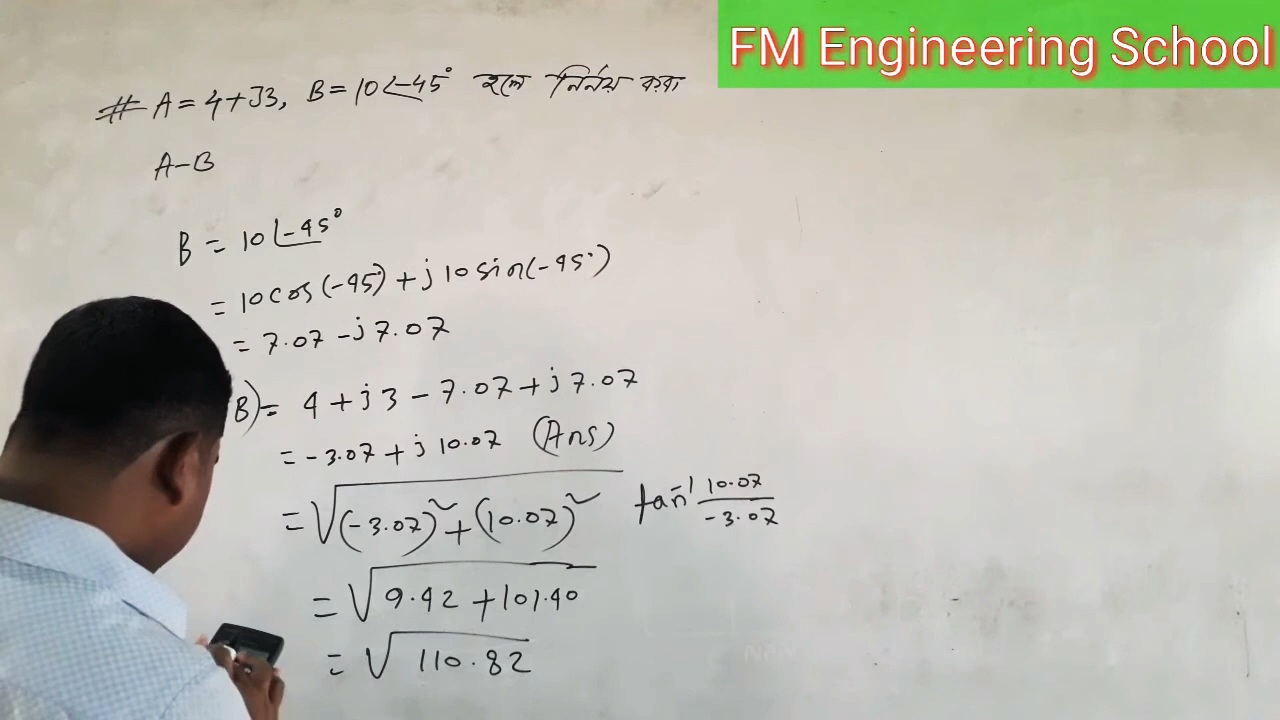 FM Engineering School
# A = 4+J3, B = 10∠-45° হলে নির্নয় কর
A-B
B = 10∠-45°
= 10cos(-45°) + j10sin(-45°)
= 7.07 - j7.07
B) = 4 + j3 - 7.07 + j7.07
= -3.07 + j10.07 (Ans)
= √(-3.07)² + (10.07)² tan⁻¹ 10.07/-3.07
= √9.42 + 101.40
= √110.82